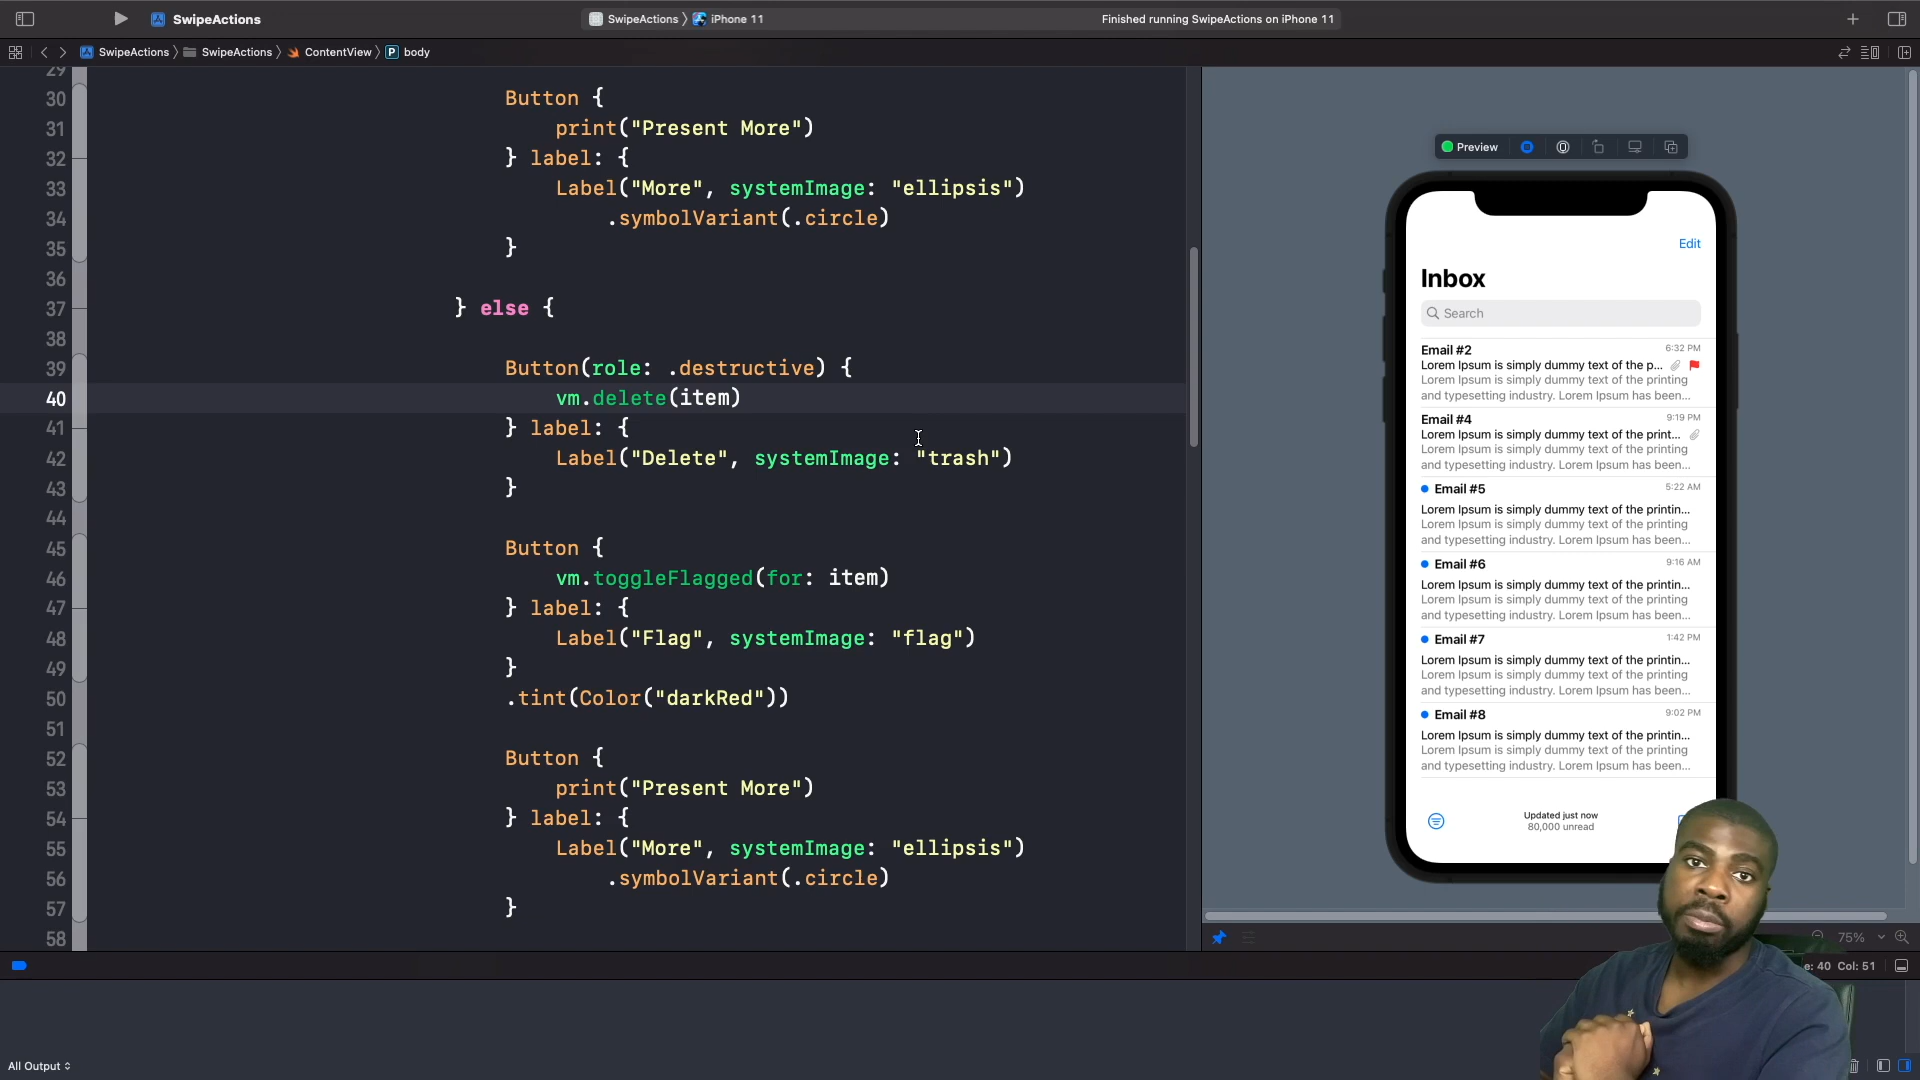 SwipeActions
SwipeActions
iPhone 11
Finished running SwipeActions on iPhone 11
SwipeActions
SwipeActions
ContentView
P
body
29
30 Button {
31 print("Present More")
32 } label: {
33 Label("More", systemImage: "ellipsis")
34 .symbolVariant(.circle)
35 }
36
37 } else {
38
39 Button(role: .destructive) {
40 vm.delete(item)
41 } label: {
42 Label("Delete", systemImage: "trash")
43 }
44
45 Button {
46 vm.toggleFlagged(for: item)
47 } label: {
48 Label("Flag", systemImage: "flag")
49 }
50 .tint(Color("darkRed"))
51
52 Button {
53 print("Present More")
54 } label: {
55 Label("More", systemImage: "ellipsis")
56 .symbolVariant(.circle)
57 }
58
Preview
Edit
Inbox
Search
Email #2 6:32 PM
Lorem Ipsum is simply dummy text of the p...
Lorem Ipsum is simply dummy text of the printing
and typesetting industry. Lorem Ipsum has been...
Email #4 9:19 PM
Lorem Ipsum is simply dummy text of the print...
Lorem Ipsum is simply dummy text of the printing
and typesetting industry. Lorem Ipsum has been...
Email #5 5:22 AM
Lorem Ipsum is simply dummy text of the printin...
Lorem Ipsum is simply dummy text of the printing
and typesetting industry. Lorem Ipsum has been...
Email #6 9:16 AM
Lorem Ipsum is simply dummy text of the printin...
Lorem Ipsum is simply dummy text of the printing
and typesetting industry. Lorem Ipsum has been...
Email #7 1:42 PM
Lorem Ipsum is simply dummy text of the printin...
Lorem Ipsum is simply dummy text of the printing
and typesetting industry. Lorem Ipsum has been...
Email #8 9:02 PM
Lorem Ipsum is simply dummy text of the printin...
Lorem Ipsum is simply dummy text of the printing
and typesetting industry. Lorem Ipsum has been...
Updated just now
80,000 unread
75%
e: 40 Col: 51
All Output